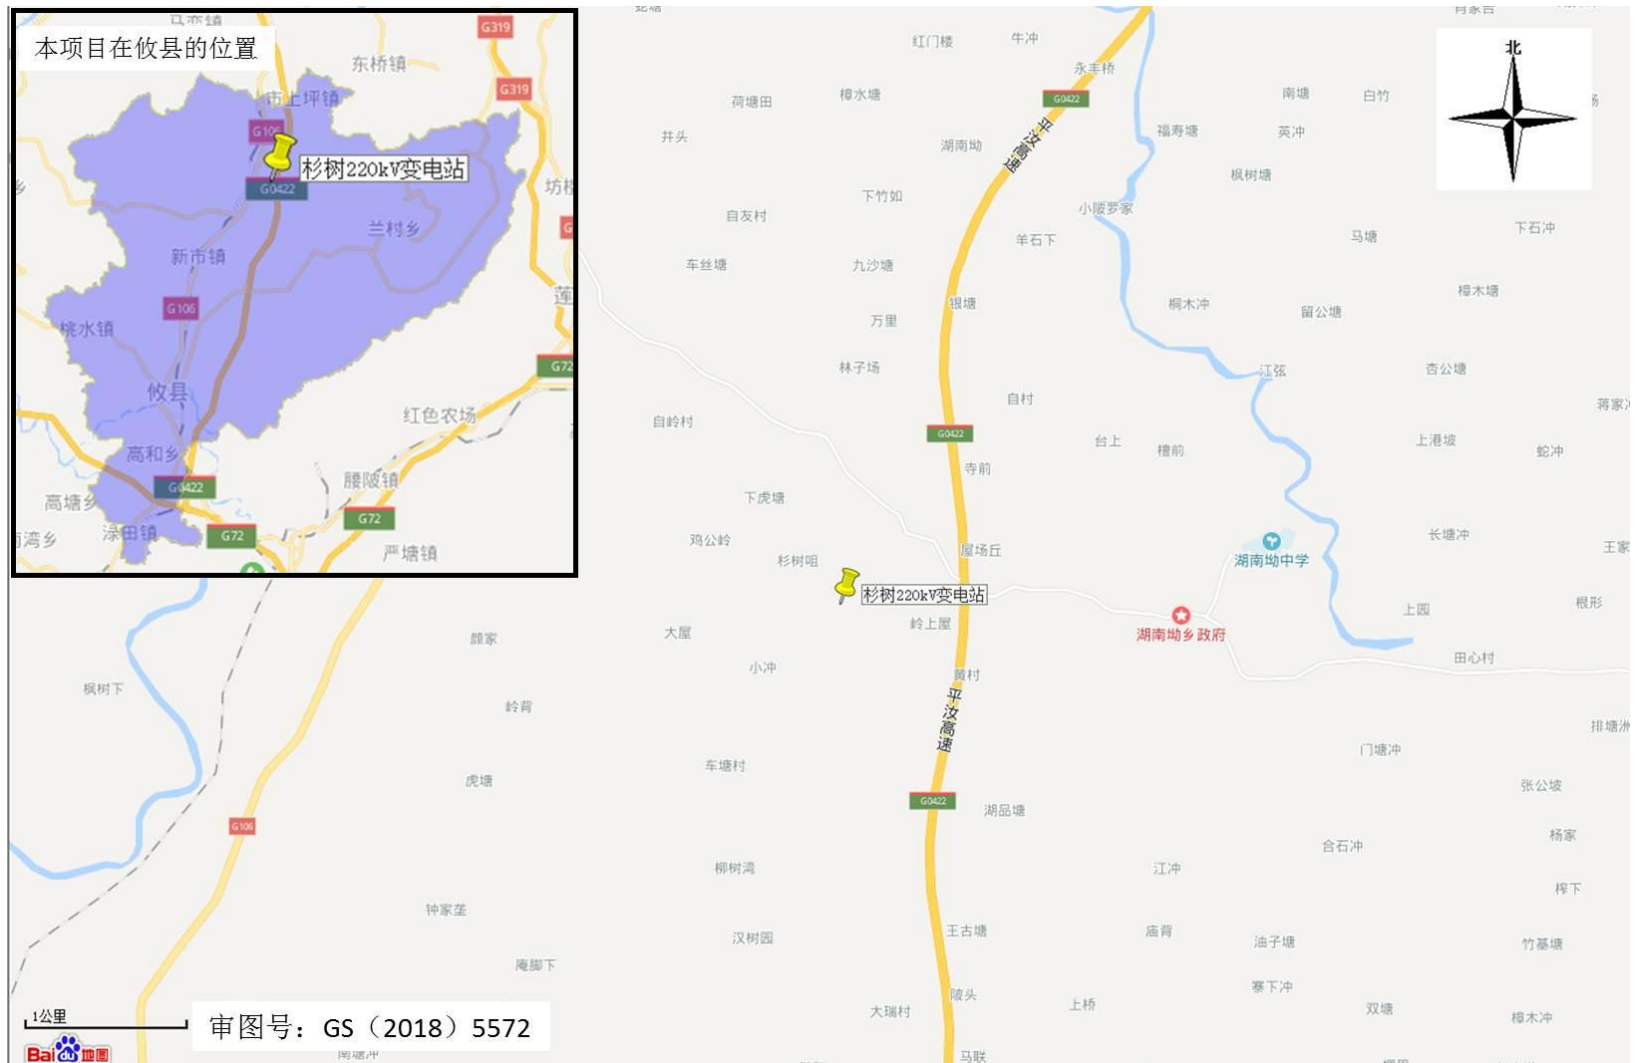 本项目在攸县的位置
G319
东桥镇
G319
市上坪镇
G106
杉树220kV变电站
G0422
兰村乡
新市镇
G106
桃水镇
攸县
G72
红色农场
高和乡
腰陂镇
G0422
高塘乡
G72
渌田镇
G72
严塘镇
北
红门楼
牛冲
永丰桥
G0422
荷塘田
樟水塘
南塘
白竹
平汝高速
井头
湖南坳
福寿塘
英冲
枫树塘
下竹如
自友村
小陂罗家
羊石下
马塘
下石冲
车丝塘
九沙塘
银塘
桐木冲
留公塘
樟木塘
万里
林子场
江弦
杏公塘
自村
自岭村
G0422
台上
檀前
上港坡
蛇冲
寺前
下虎塘
鸡公岭
屋场丘
长塘冲
杉树咀
湖南坳中学
杉树220kV变电站
上园
根形
岭上屋
大屋
湖南坳乡政府
颜家
小冲
黄村
田心村
枫树下
岭背
平汝高速
排塘洲
门塘冲
车塘村
虎塘
张公坡
G0422
湖品塘
G106
杨家
合石冲
柳树湾
江冲
榨下
钟家垄
汉树园
王古塘
庙背
油子塘
竹基塘
庵脚下
寨下冲
陂头
上桥
大瑞村
双塘
樟木冲
1公里
审图号：GS（2018）5572
Baidu地图
南塘冲
马联